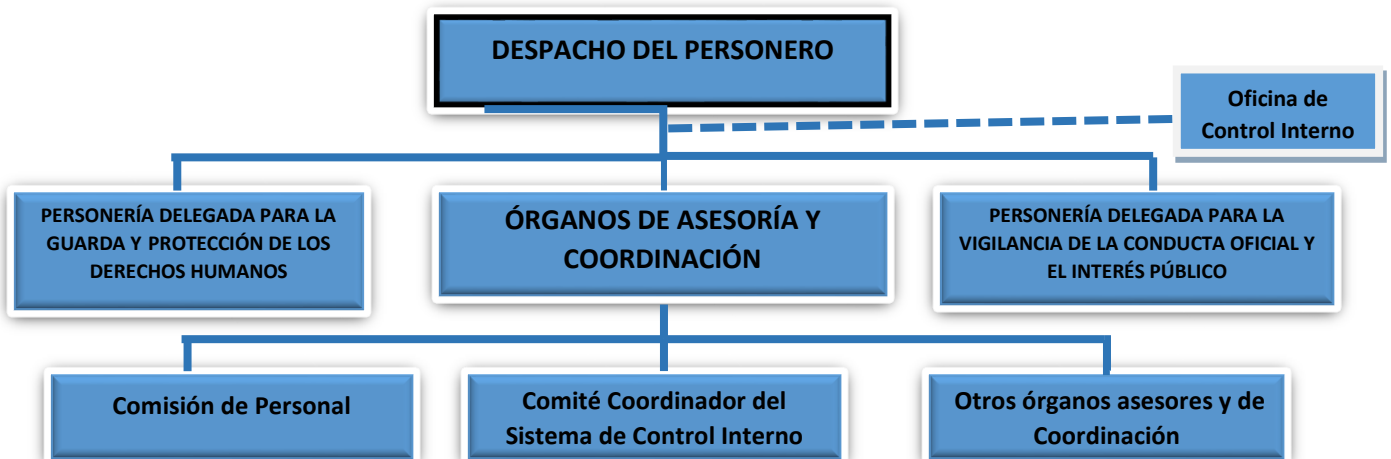 DESPACHO DEL PERSONERO
Oficina de
Control Interno
PERSONERÍA DELEGADA PARA LA
GUARDA Y PROTECCIÓN DE LOS
DERECHOS HUMANOS
ÓRGANOS DE ASESORÍA Y
COORDINACIÓN
PERSONERÍA DELEGADA PARA LA
VIGILANCIA DE LA CONDUCTA OFICIAL Y
EL INTERÉS PÚBLICO
Comisión de Personal
Comité Coordinador del
Sistema de Control Interno
Otros órganos asesores y de
Coordinación